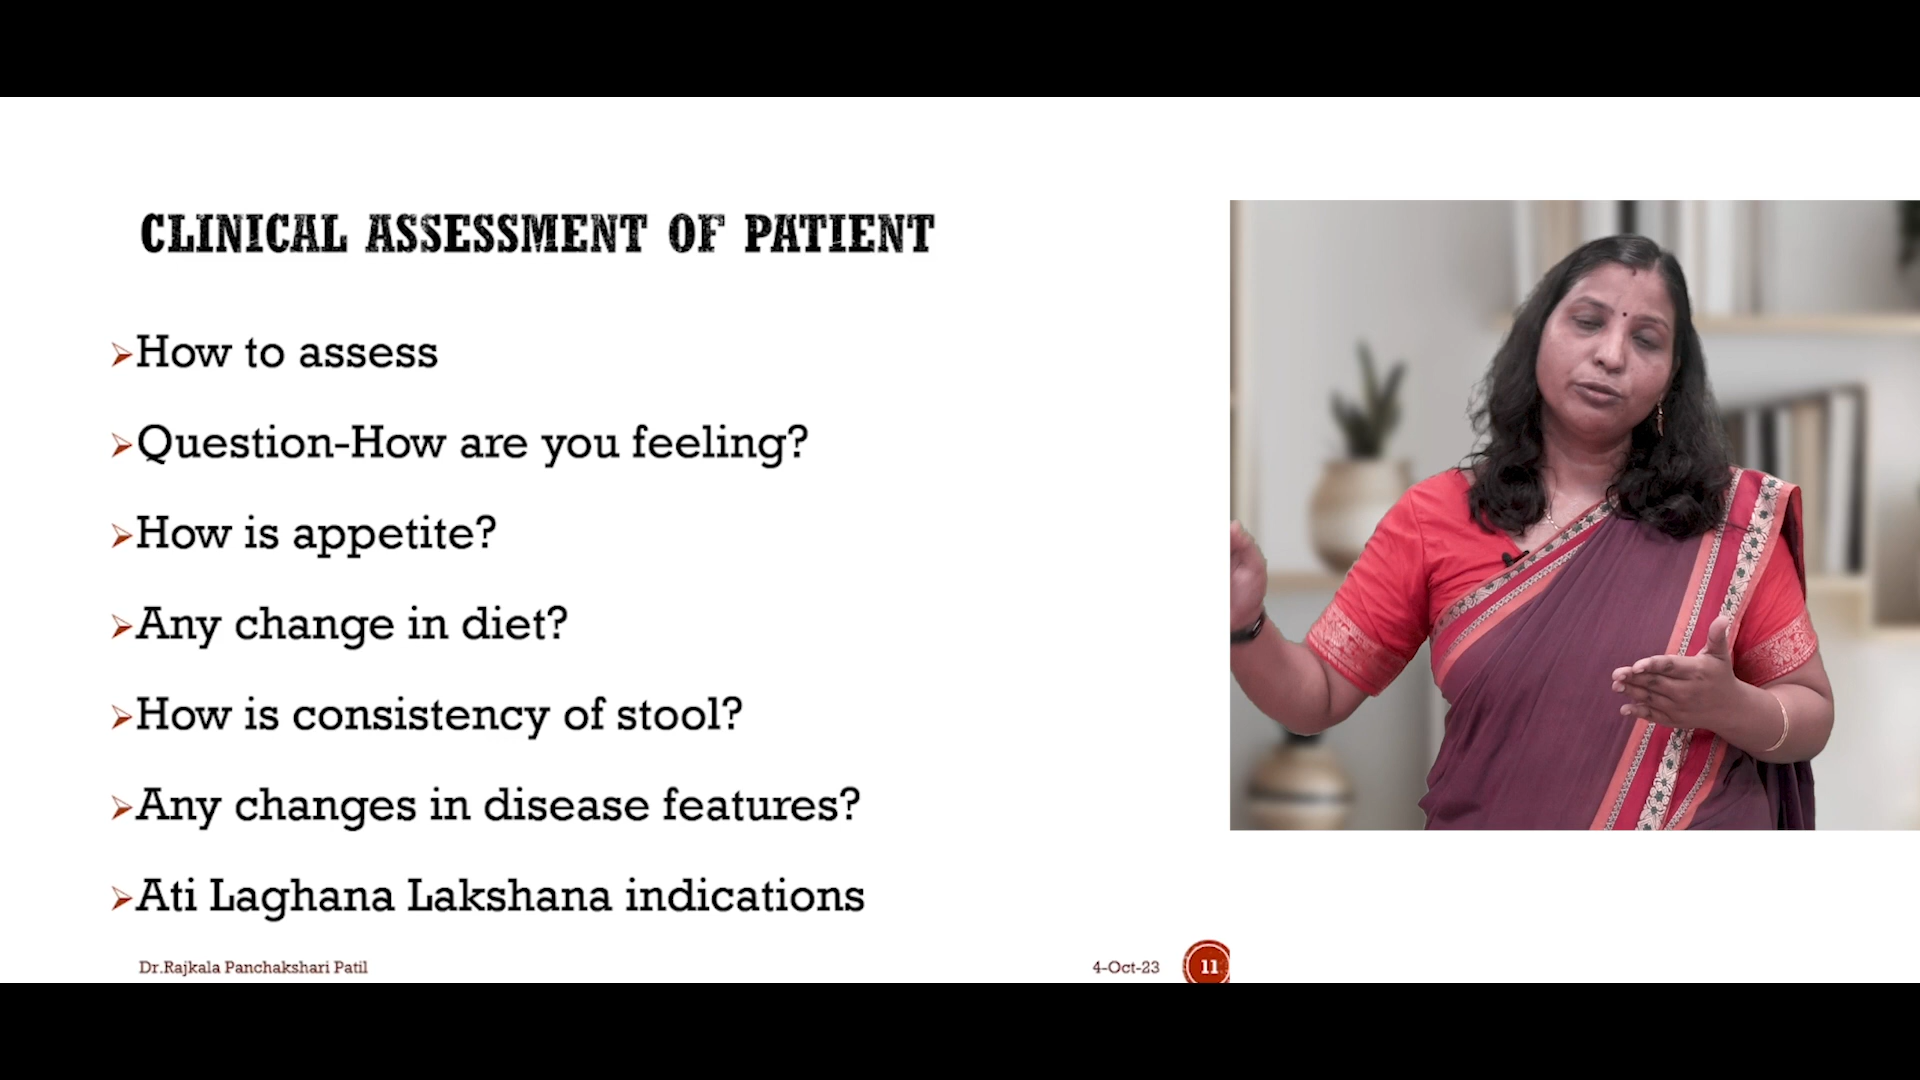 CLINICAL ASSESSMENT OF PATIENT
How to assess
Question-How are you feeling?
How is appetite?
Any change in diet?
How is consistency of stool?
Any changes in disease features?
Ati Laghana Lakshana indications
Dr.Rajkala Panchakshari Patil
4-Oct-23
11